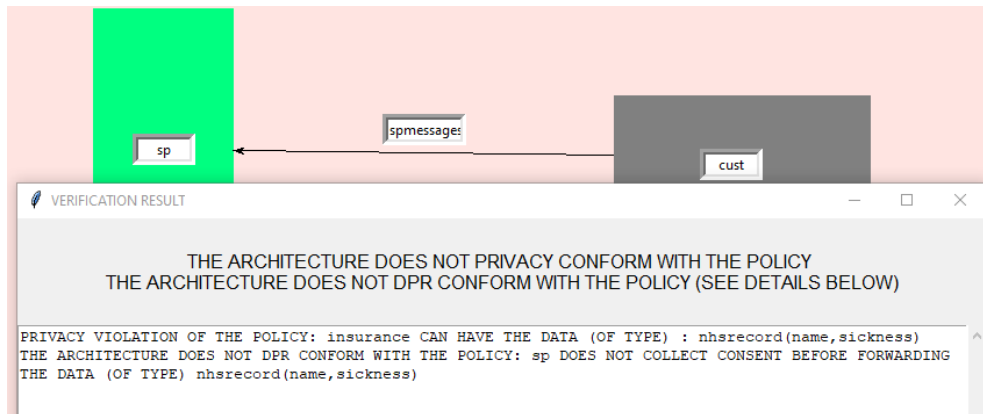 spmessages
sp
cust
VERIFICATION RESULT
THE ARCHITECTURE DOES NOT PRIVACY CONFORM WITH THE POLICY
THE ARCHITECTURE DOES NOT DPR CONFORM WITH THE POLICY (SEE DETAILS BELOW)
PRIVACY VIOLATION OF THE POLICY: insurance CAN HAVE THE DATA (OF TYPE) : nhsrecord(name,sickness)
THE ARCHITECTURE DOES NOT DPR CONFORM WITH THE POLICY: sp DOES NOT COLLECT CONSENT BEFORE FORWARDING
THE DATA (OF TYPE) nhsrecord(name,sickness)